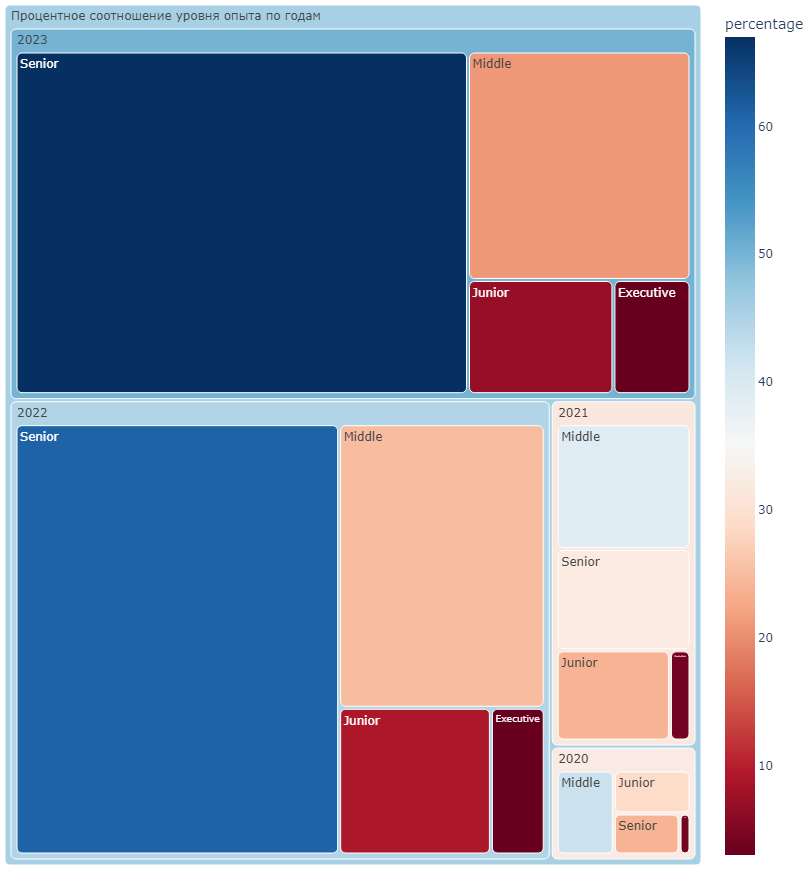 Процентное соотношение уровня опыта по годам
percentage
2023
Senior
Middle
Junior
Executive
2022
Senior
Middle
Junior
Executive
2021
Middle
Senior
Junior
2020
Middle
Junior
Senior
60
50
40
30
20
10